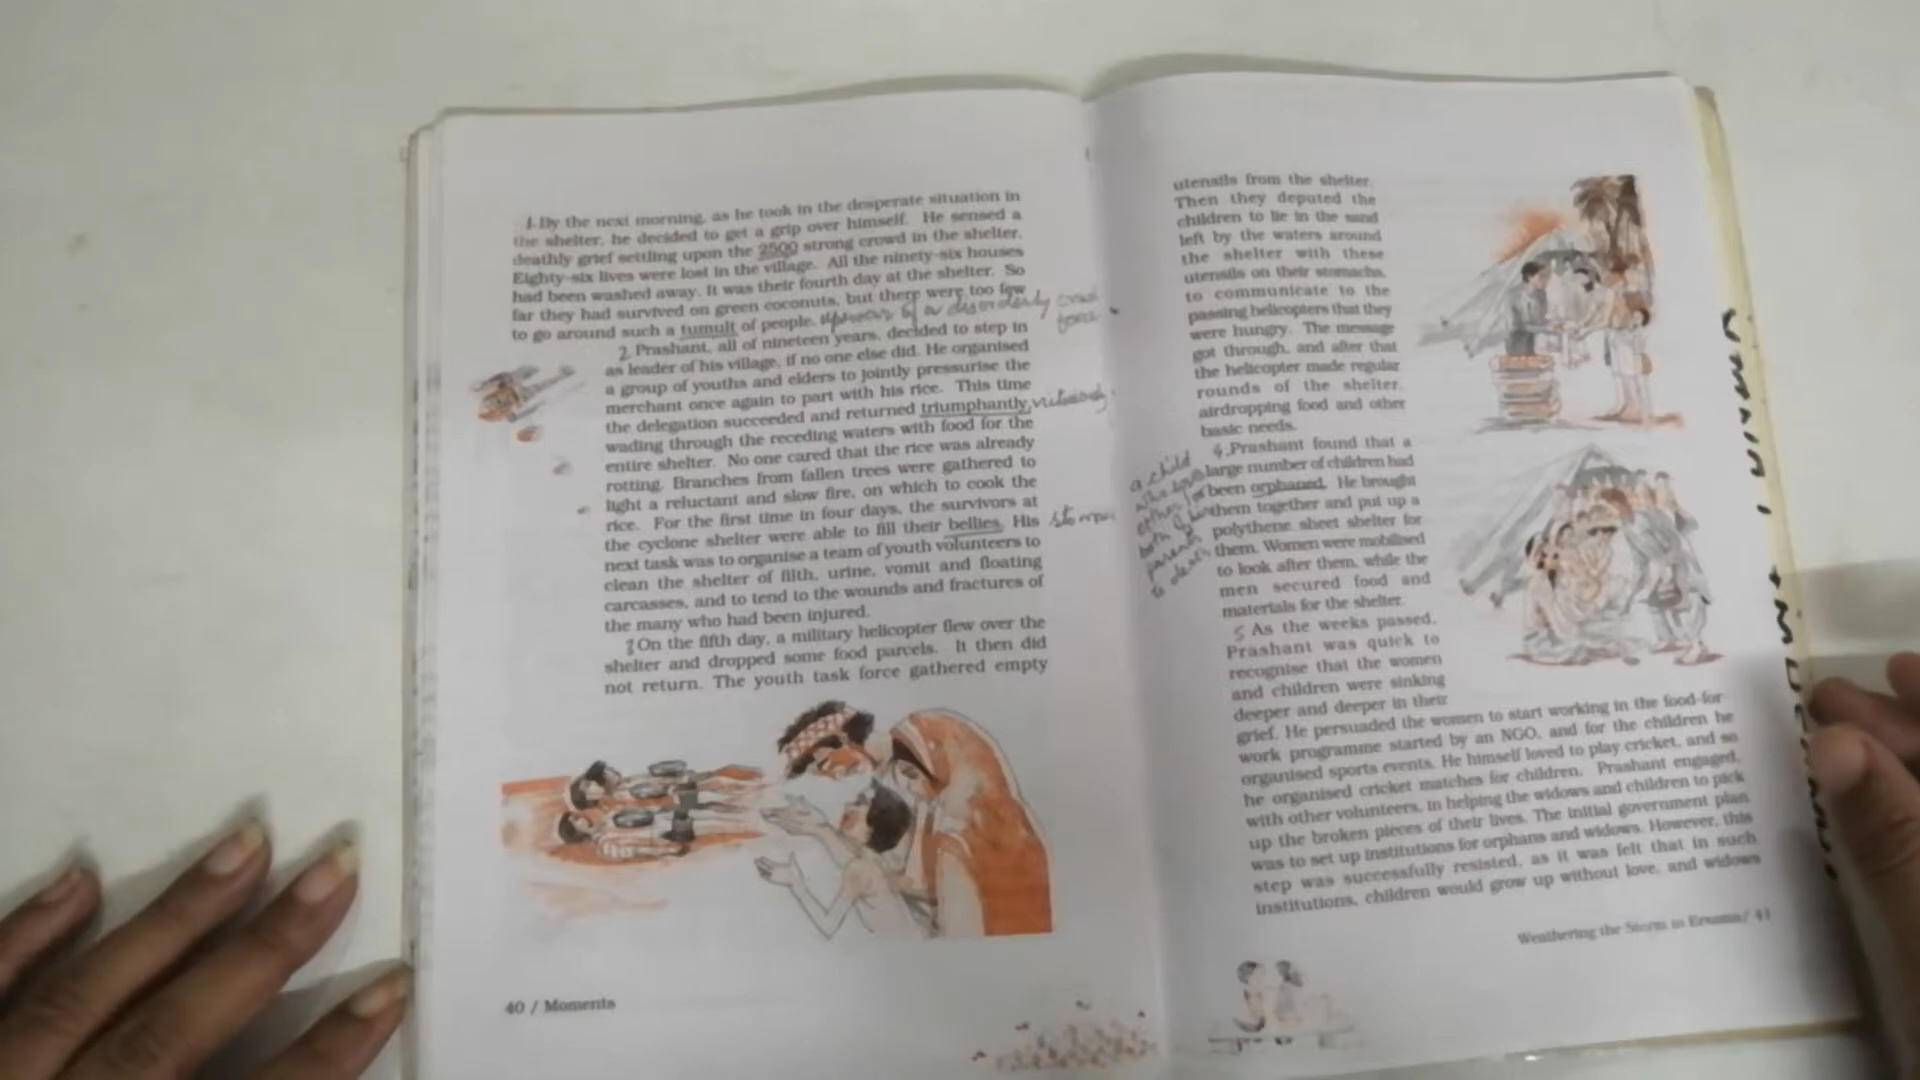 1. By the next morning, as he took in the desperate situation in
the shelter, he decided to get a grip over himself. He sensed a
deathly grief settling upon the 2500 strong crowd in the shelter.
Eighty-six lives were lost in the village. All the ninety-six houses
had been washed away. It was their fourth day at the shelter. So
far they had survived on green coconuts, but there were too few
to go around such a tumult of people. uproar of a disorderly crowd
force
2. Prashant, all of nineteen years, decided to step in
as leader of his village, if no one else did. He organised
a group of youths and elders to jointly pressurise the
merchant once again to part with his rice. This time
the delegation succeeded and returned triumphantly, victoriously
wading through the receding waters with food for the
entire shelter. No one cared that the rice was already
rotting. Branches from fallen trees were gathered to
light a reluctant and slow fire, on which to cook the
rice. For the first time in four days, the survivors at
the cyclone shelter were able to fill their bellies. His
next task was to organise a team of youth volunteers to
clean the shelter of filth, urine, vomit and floating
carcasses, and to tend to the wounds and fractures of
the many who had been injured.
3 On the fifth day, a military helicopter flew over the
shelter and dropped some food parcels. It then did
not return. The youth task force gathered empty
40 / Moments
utensils from the shelter.
Then they deputed the
children to lie in the sand
left by the waters around
the shelter with these
utensils on their stomachs,
to communicate to the
passing helicopters that they
were hungry. The message
got through, and after that
the helicopter made regular
rounds of the shelter,
airdropping food and other
basic needs.
4. Prashant found that a
large number of children had
been orphaned. He brought
them together and put up a
polythene sheet shelter for
them. Women were mobilised
to look after them, while the
men secured food and
materials for the shelter.
a child
both
parents
to death
5 As the weeks passed,
Prashant was quick to
recognise that the women
and children were sinking
deeper and deeper in their
grief. He persuaded the women to start working in the food-for-
work programme started by an NGO, and for the children he
organised sports events. He himself loved to play cricket, and so
he organised cricket matches for children. Prashant engaged,
with other volunteers, in helping the widows and children to pick
up the broken pieces of their lives. The initial government plan
was to set up institutions for orphans and widows. However, this
step was successfully resisted, as it was felt that in such
institutions, children would grow up without love, and widows
Weathering the Storm in Ersama/ 41